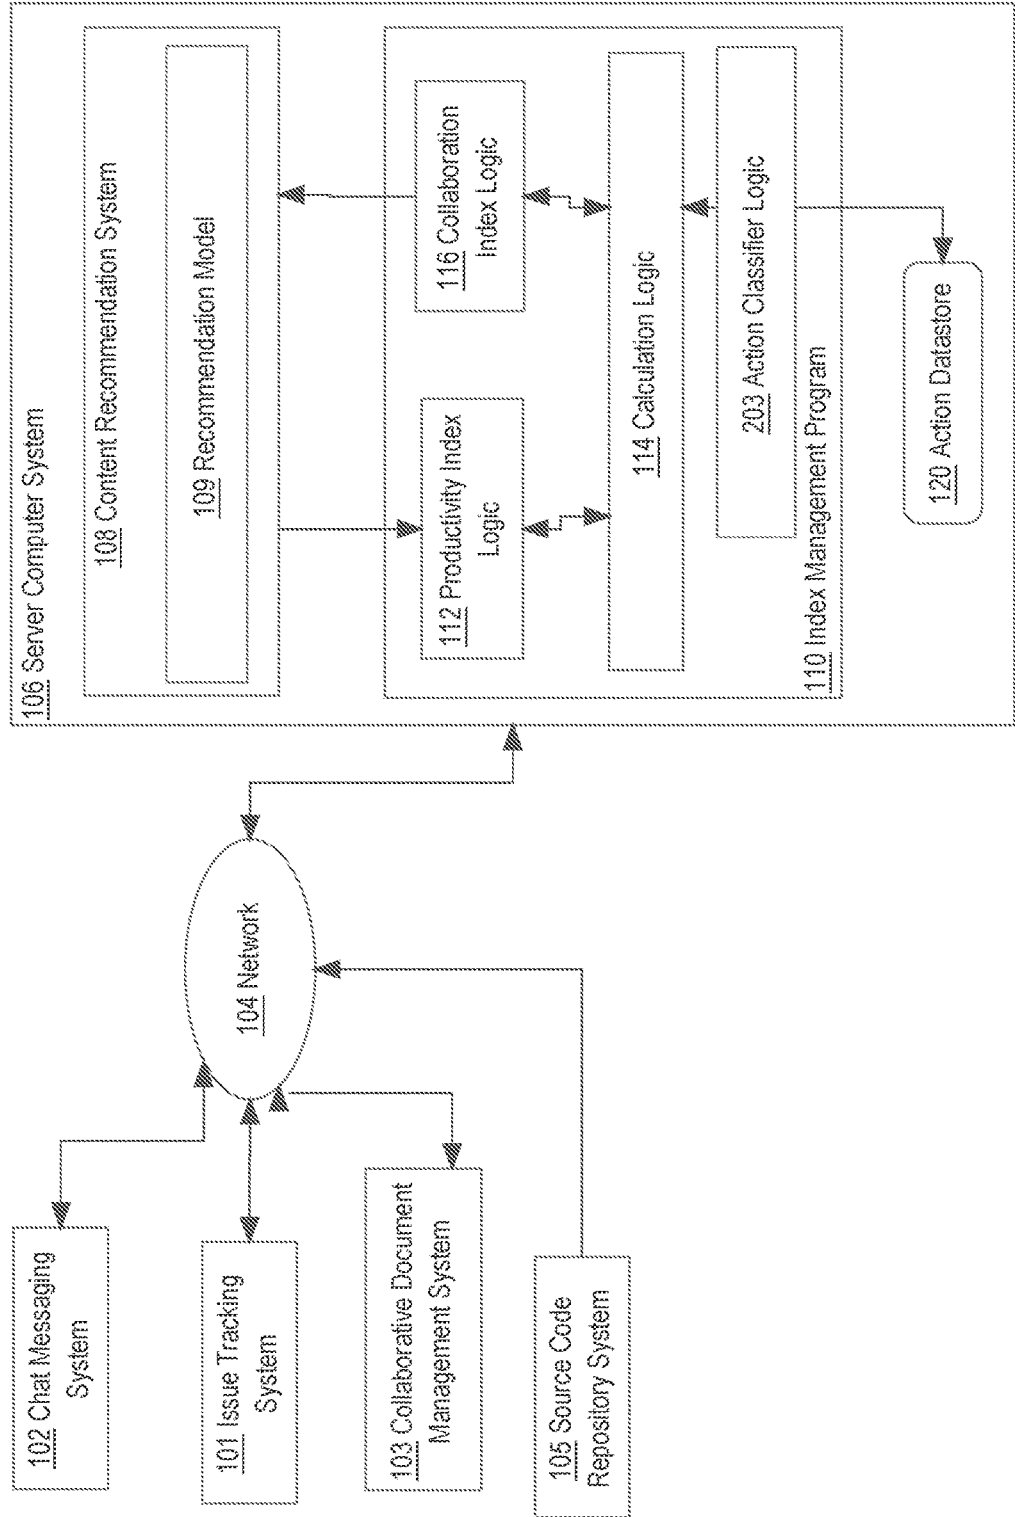 102 Chat Messaging
System
101 Issue Tracking
System
103 Collaborative Document
Management System
105 Source Code
Repository System
104 Network
106 Server Computer System
108 Content Recommendation System
109 Recommendation Model
112 Productivity Index
Logic
116 Collaboration
Index Logic
114 Calculation Logic
203 Action Classifier Logic
110 Index Management Program
120 Action Datastore